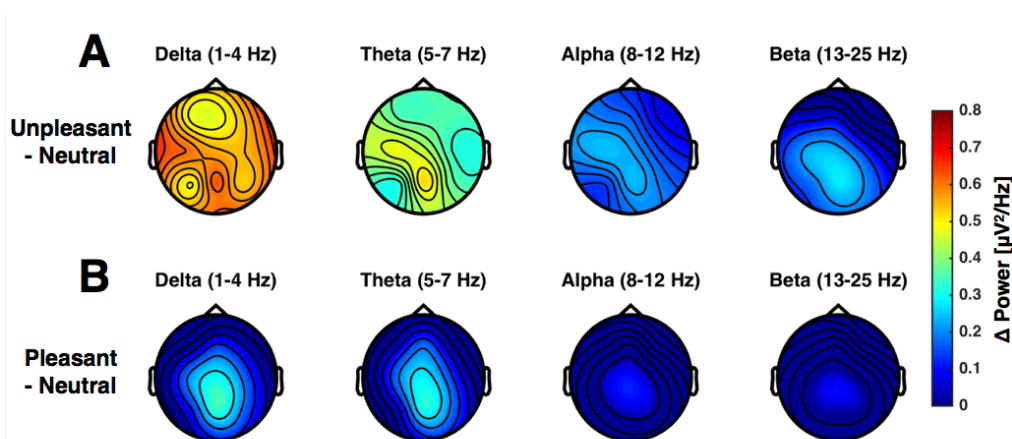 A
Delta (1-4 Hz) Theta (5-7 Hz) Alpha (8-12 Hz) Beta (13-25 Hz)
Unpleasant
- Neutral
B
Delta (1-4 Hz) Theta (5-7 Hz) Alpha (8-12 Hz) Beta (13-25 Hz)
Pleasant
- Neutral
0.8
0.7
0.6
0.5
0.4
0.3
0.2
0.1
0
Δ Power [µV²/Hz]